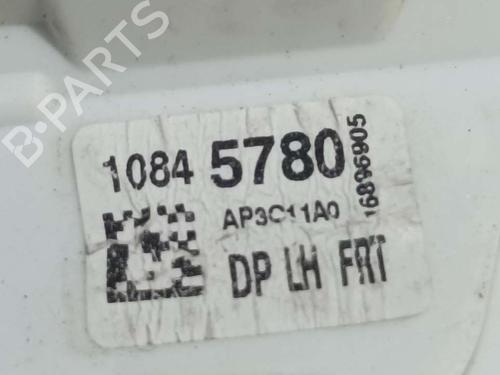 B-PARTS
1084 5780
AP3C11A0
DP LH FRT
16896905